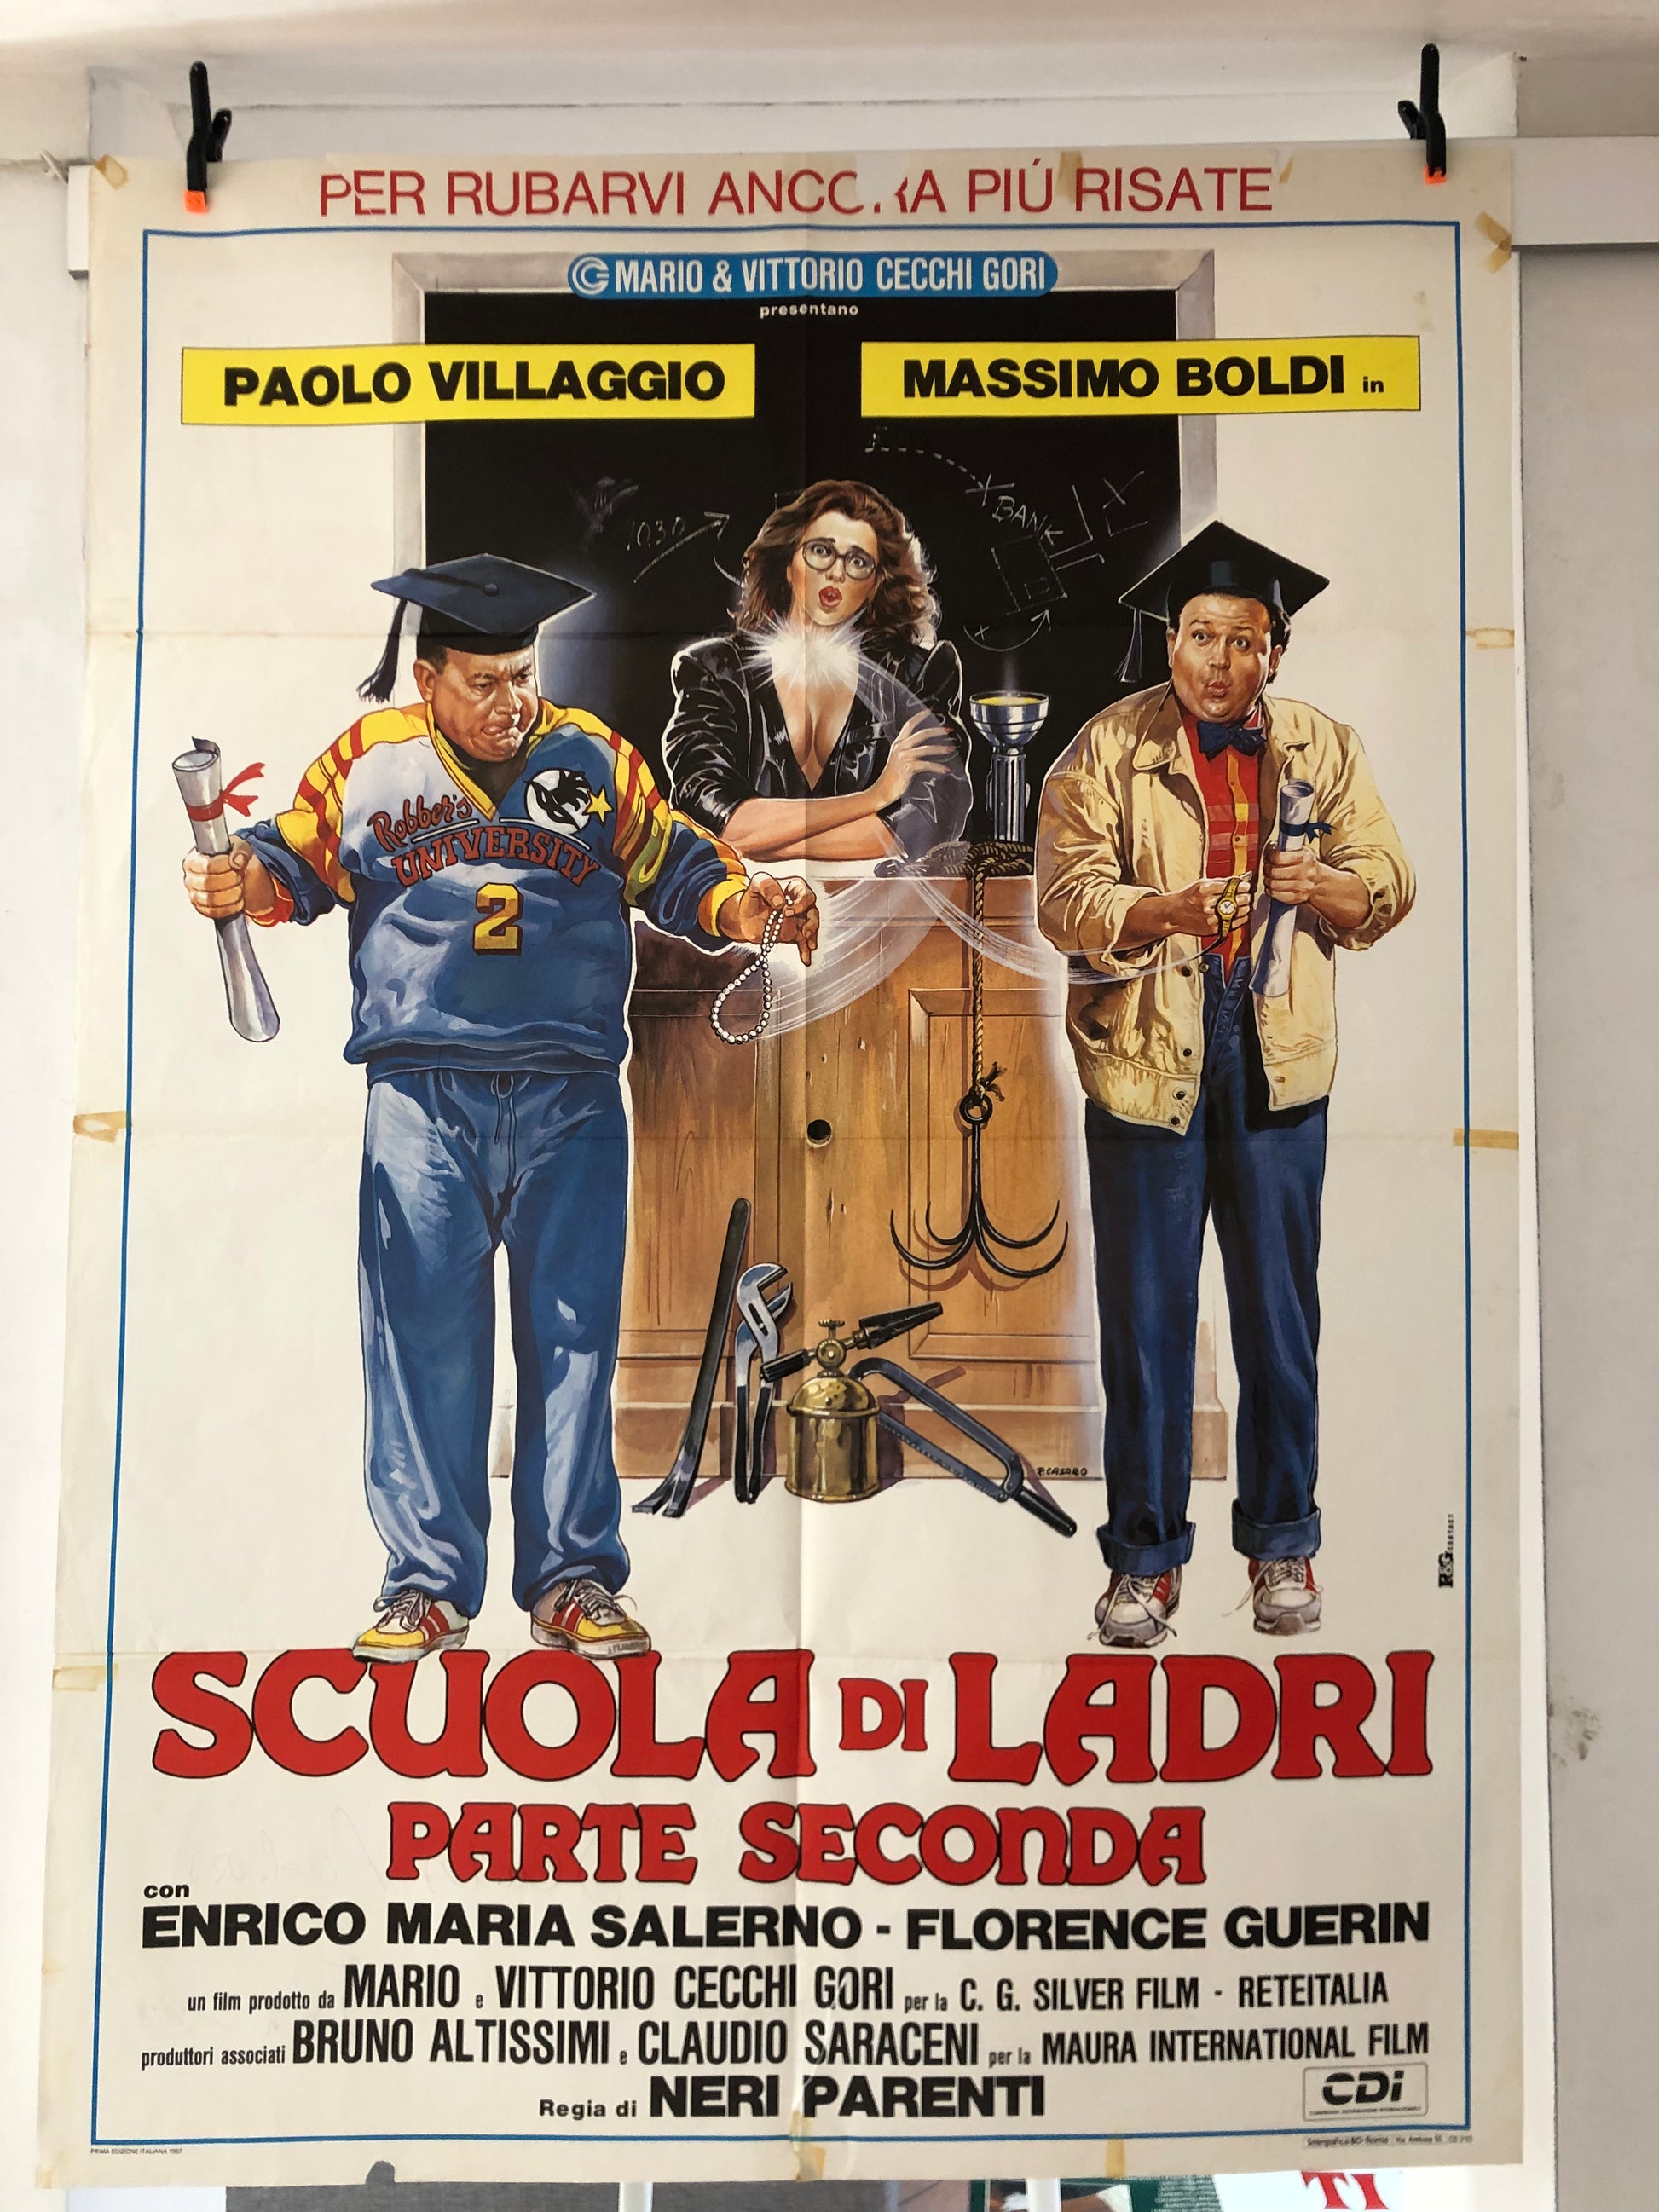 PER RUBARVI ANCORA PIÚ RISATE
MARIO & VITTORIO CECCHI GORI
presentano
PAOLO VILLAGGIO
MASSIMO BOLDI in
1030
BANK
Robber's
UNIVERSITY
2
P. CASARO
R&G
SCUOLA DI LADRI
PARTE SECONDA
con
ENRICO MARIA SALERNO - FLORENCE GUERIN
un film prodotto da MARIO e VITTORIO CECCHI GORI per la C. G. SILVER FILM - RETEITALIA
produttori associati BRUNO ALTISSIMI e CLAUDIO SARACENI per la MAURA INTERNATIONAL FILM
Regia di NERI PARENTI
CDi
PRIMA EDIZIONE ITALIANA 1987
TI